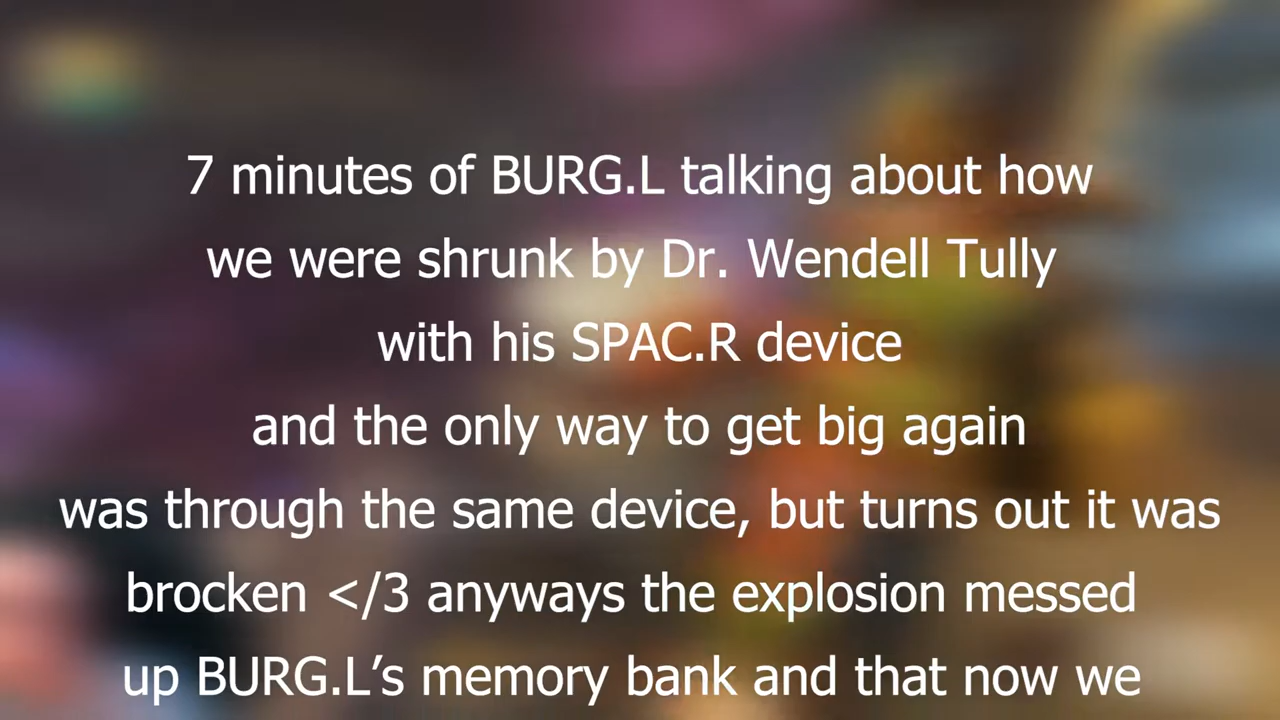 7 minutes of BURG.L talking about how
we were shrunk by Dr. Wendell Tully
with his SPAC.R device
and the only way to get big again
was through the same device, but turns out it was
brocken </3 anyways the explosion messed
up BURG.L’s memory bank and that now we